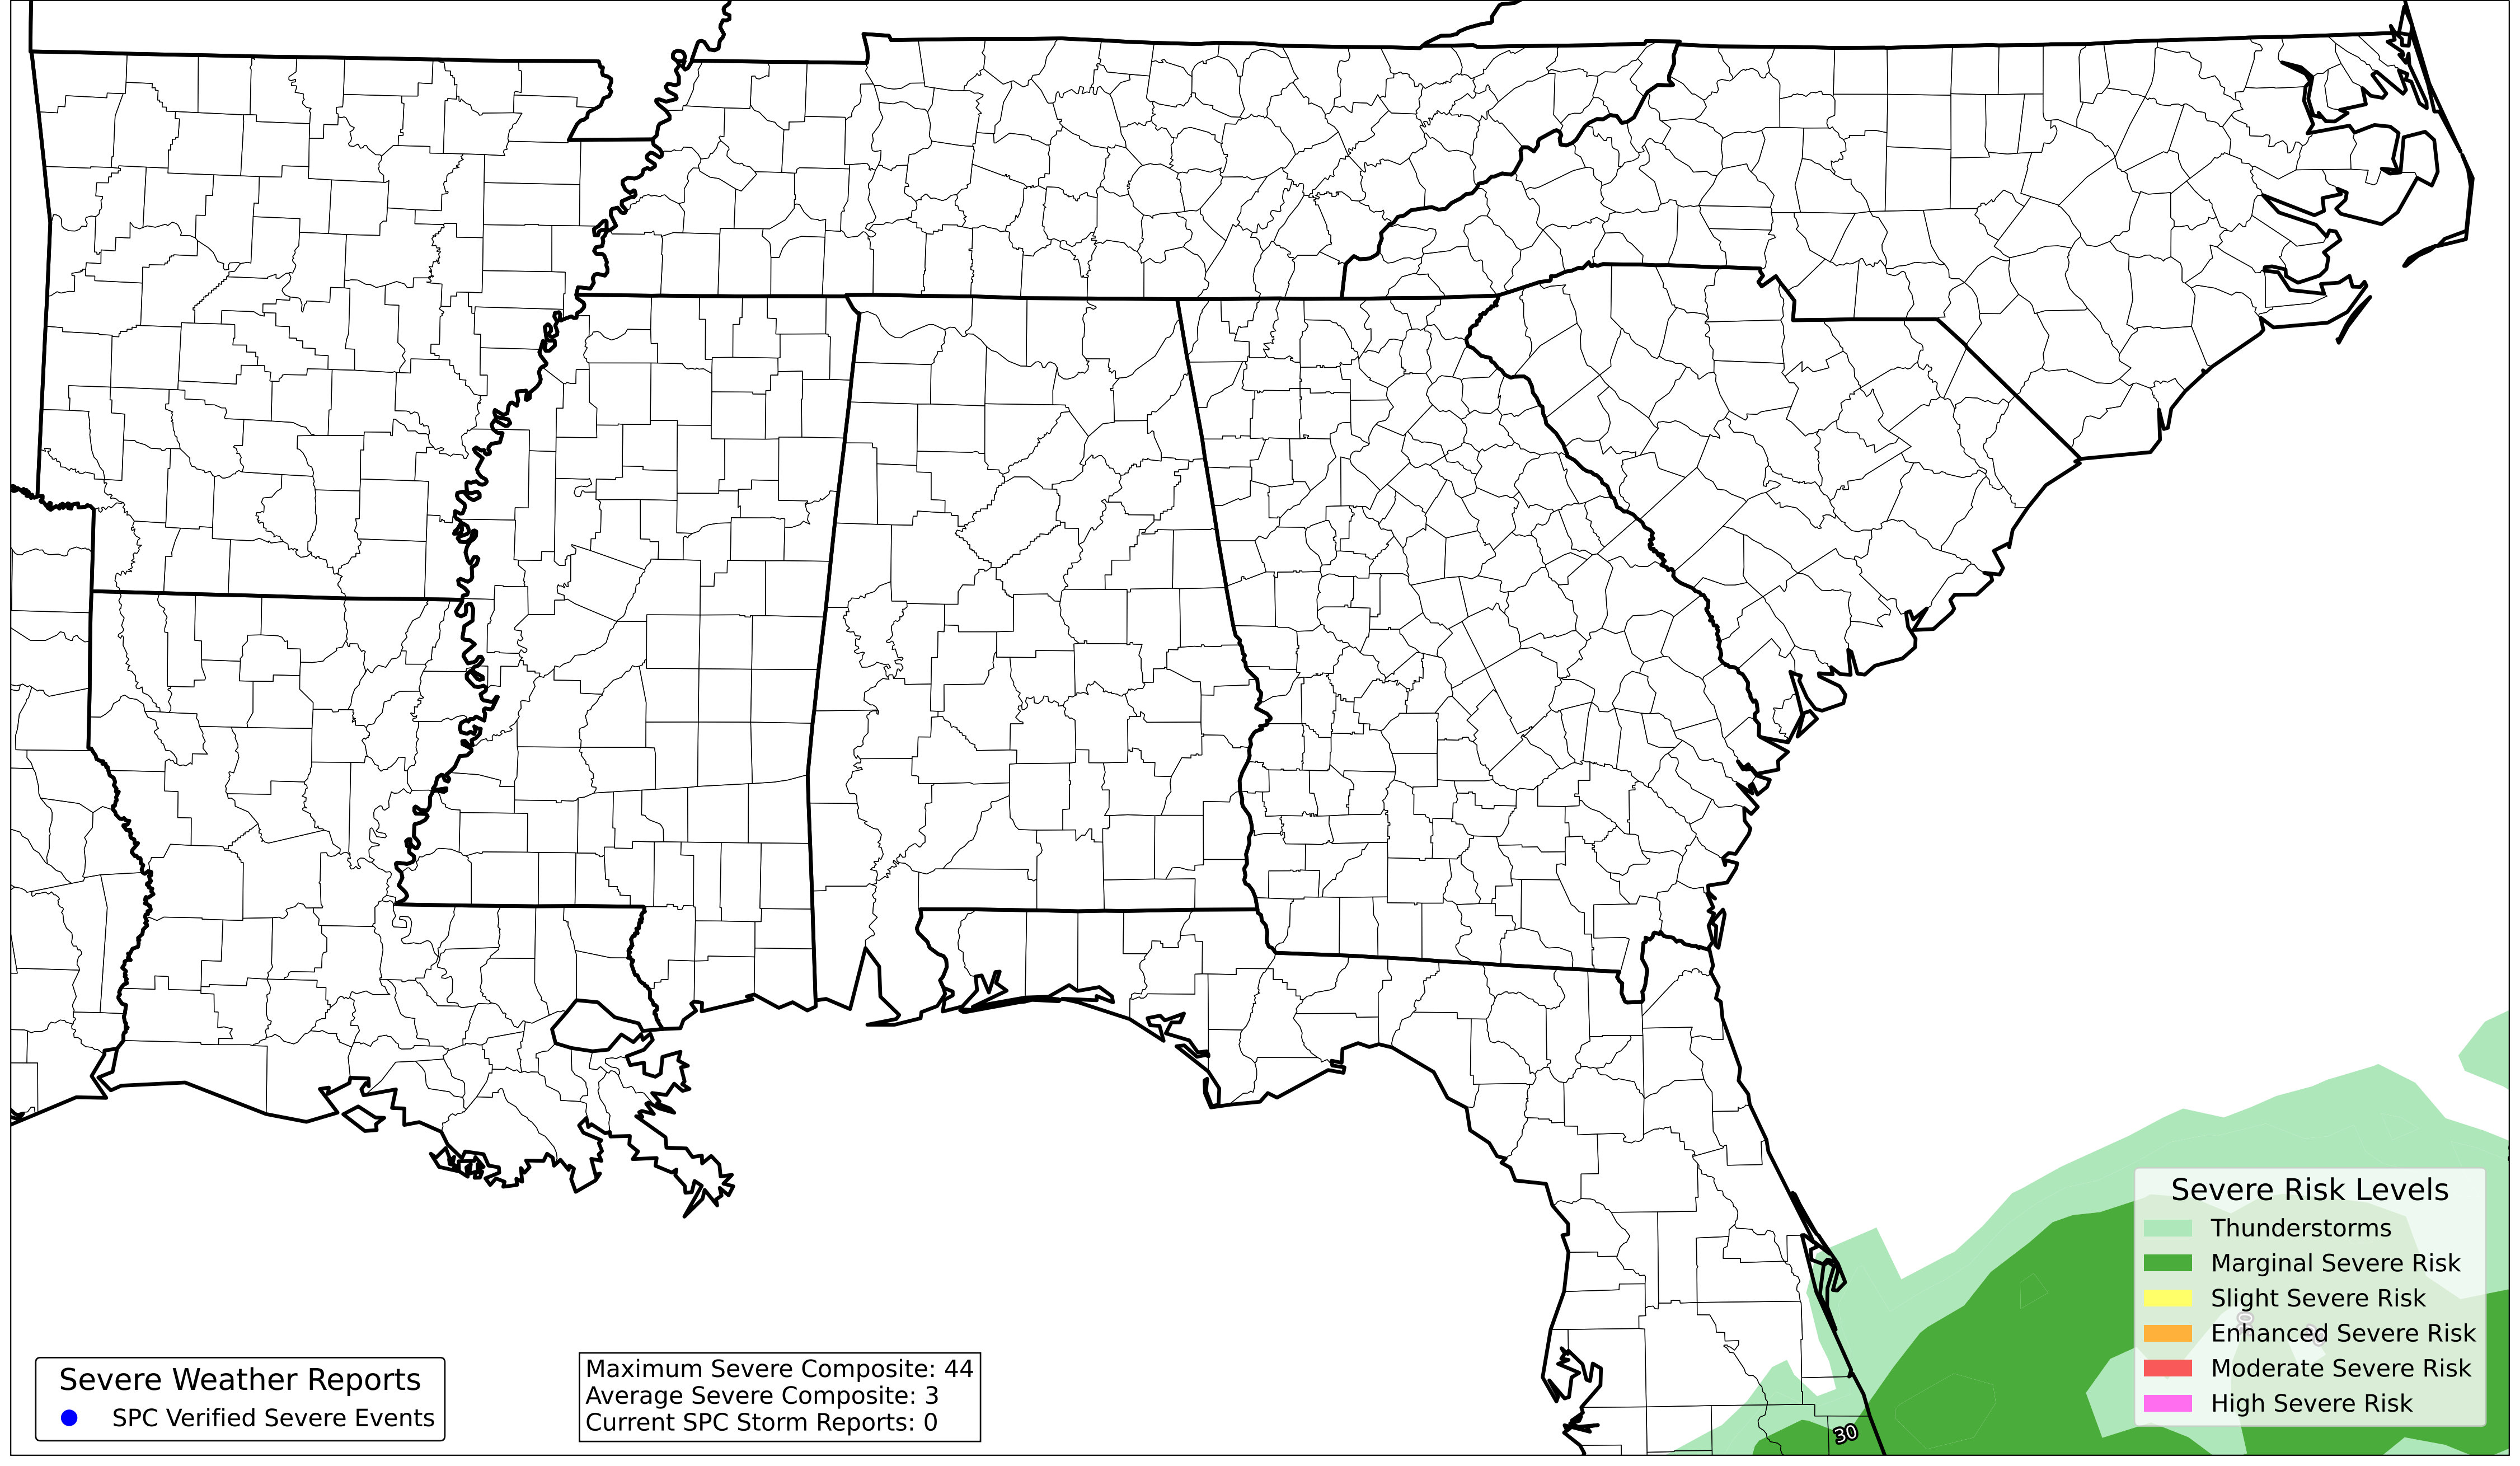 Severe Risk Levels
Thunderstorms
Marginal Severe Risk
Slight Severe Risk
Enhanced Severe Risk
Moderate Severe Risk
High Severe Risk
Severe Weather Reports
SPC Verified Severe Events
Maximum Severe Composite: 44
Average Severe Composite: 3
Current SPC Storm Reports: 0
30